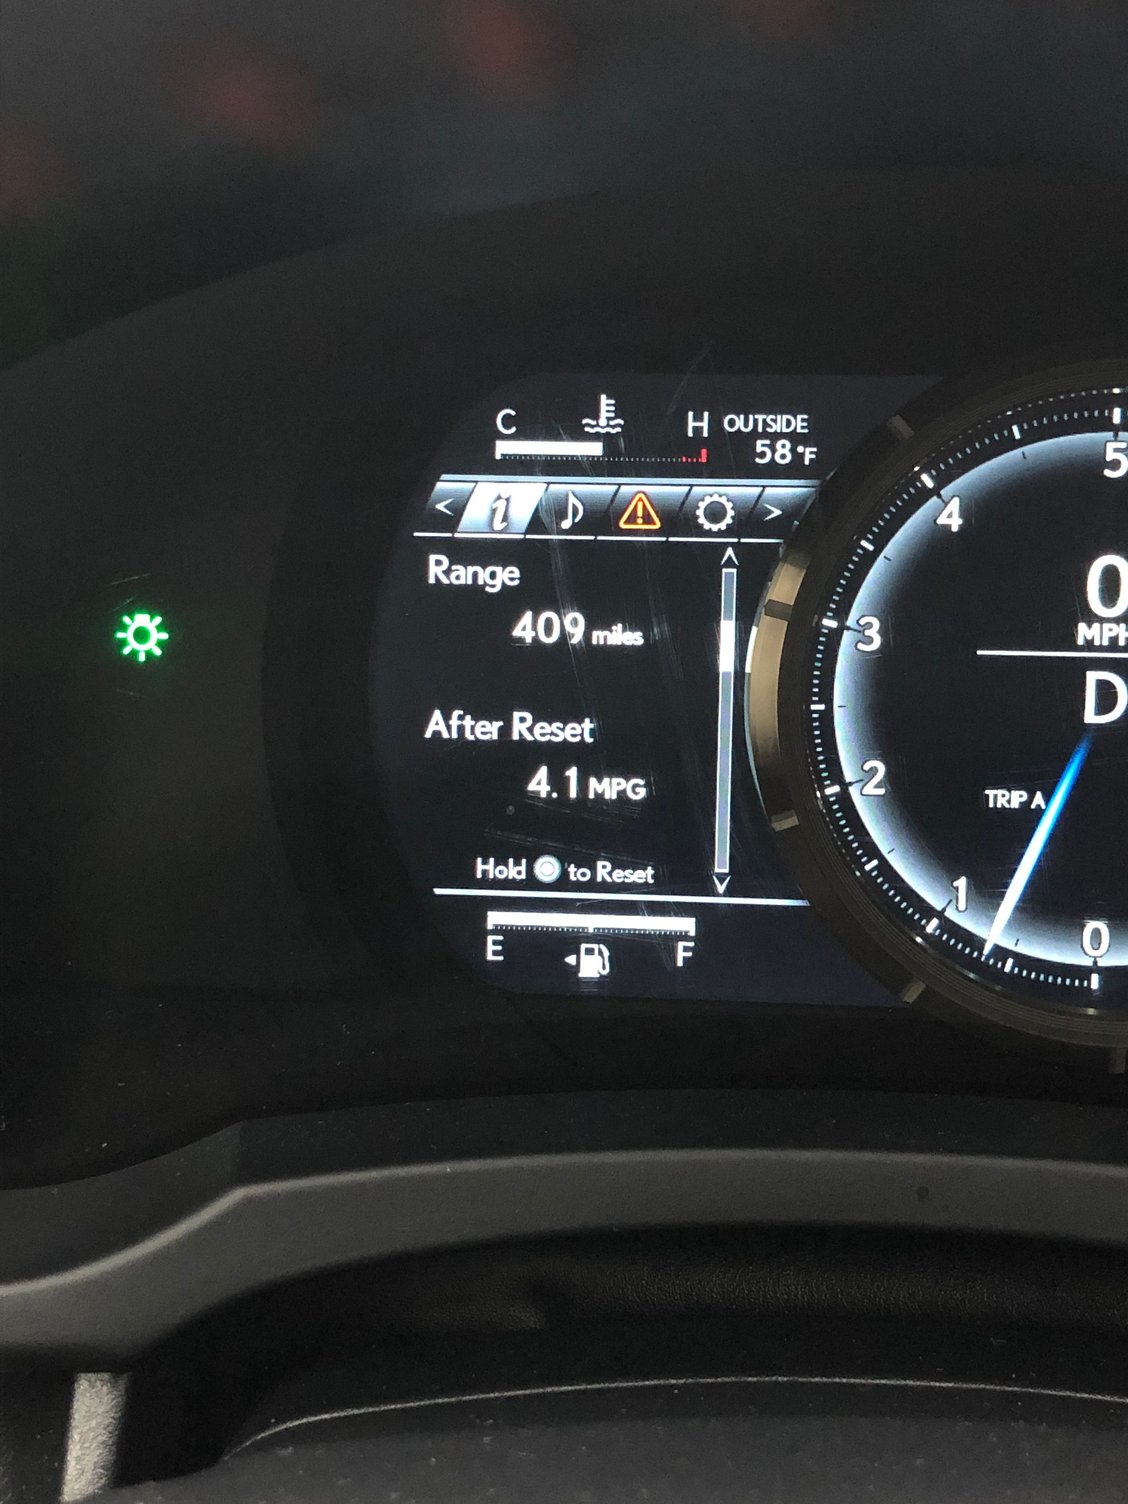 C H OUTSIDE
58°F
< i >
Range
409 miles
After Reset
4.1 MPG
Hold to Reset
E F
5
4
3
2
1
0
0
MPH
D
TRIP A